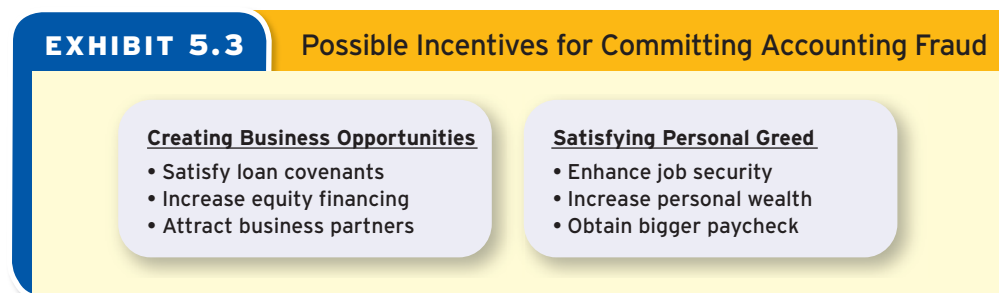 EXHIBIT 5.3
Possible Incentives for Committing Accounting Fraud
Creating Business Opportunities
• Satisfy loan covenants
• Increase equity financing
• Attract business partners
Satisfying Personal Greed
• Enhance job security
• Increase personal wealth
• Obtain bigger paycheck